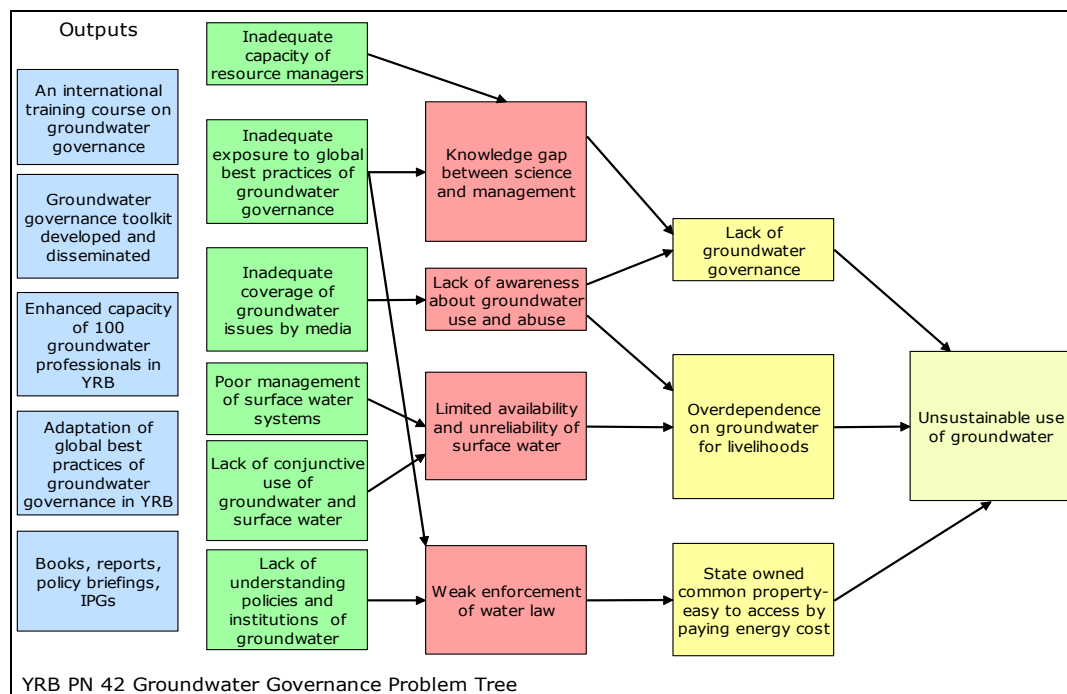 Outputs
An international
training course on
groundwater
governance
Groundwater
governance toolkit
developed and
disseminated
Enhanced capacity
of 100
groundwater
professionals in
YRB
Adaptation of
global best
practices of
groundwater
governance in YRB
Books, reports,
policy briefings,
IPGs
Inadequate
capacity of
resource managers
Inadequate
exposure to global
best practices of
groundwater
governance
Inadequate
coverage of
groundwater
issues by media
Poor management
of surface water
systems
Lack of conjunctive
use of
groundwater and
surface water
Lack of
understanding
policies and
institutions of
groundwater
Knowledge gap
between science
and management
Lack of awareness
about groundwater
use and abuse
Limited availability
and unreliability of
surface water
Weak enforcement
of water law
Lack of
groundwater
governance
Overdependence
on groundwater
for livelihoods
State owned
common property-
easy to access by
paying energy cost
Unsustainable use
of groundwater
YRB PN 42 Groundwater Governance Problem Tree